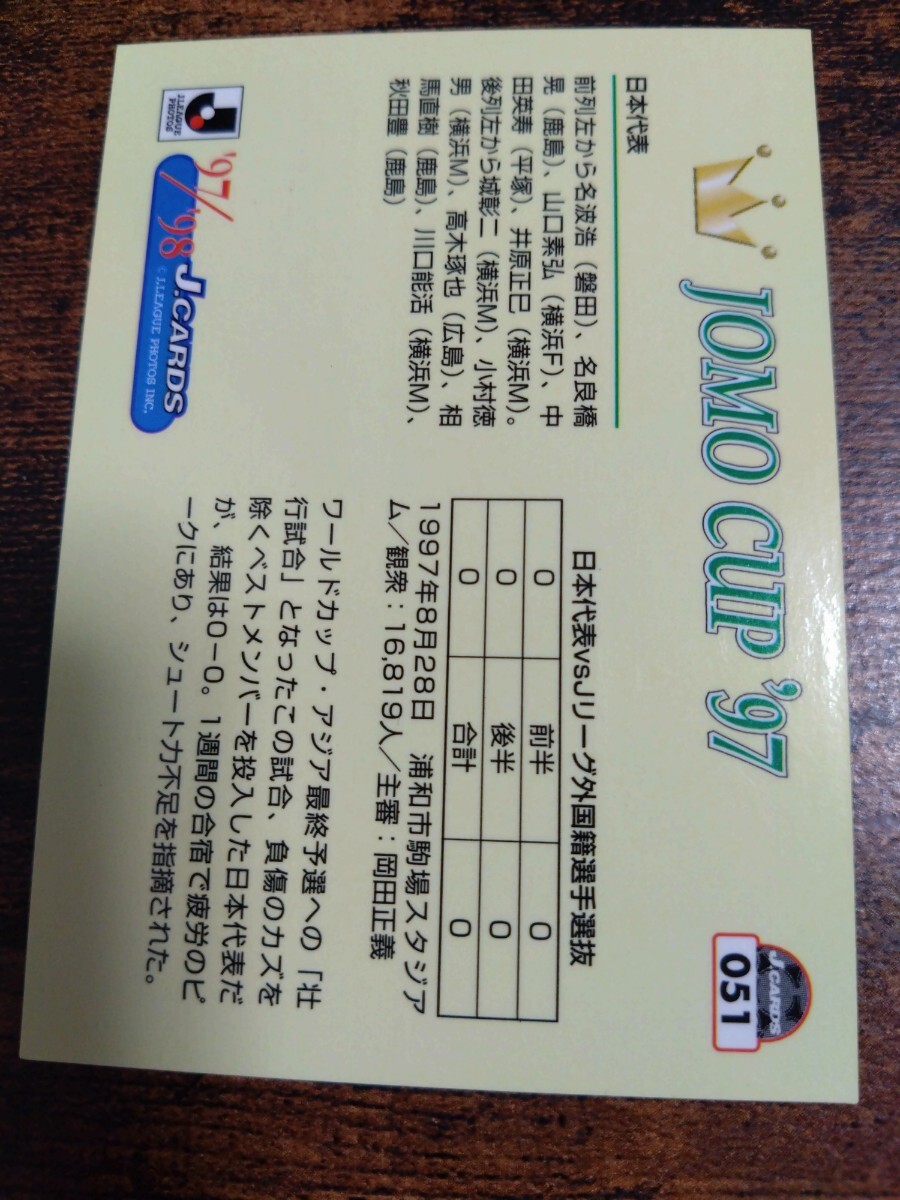 JOMO CUP '97
J.CARDS
051
日本代表
前列左から名波浩（磐田）、名良橋
晃（鹿島）、山口素弘（横浜F）、中
田英寿（平塚）、井原正巳（横浜M）。
後列左から城彰二（横浜M）、小村徳
男（横浜M）、高木琢也（広島）、相
馬直樹（鹿島）、川口能活（横浜M）、
秋田豊（鹿島）
日本代表vsJリーグ外国籍選手選抜
0 前半 0
0 後半 0
0 合計 0
1997年8月28日　浦和市駒場スタジア
ム／観衆：16,819人／主審：岡田正義
ワールドカップ・アジア最終予選への「壮
行試合」となったこの試合、負傷のカズを
除くベストメンバーを投入した日本代表だ
が、結果は0−0。1週間の合宿で疲労のピ
ークにあり、シュート力不足を指摘された。
J.LEAGUE
PHOTOS
'97/'98
J.CARDS
© J.LEAGUE PHOTOS INC.